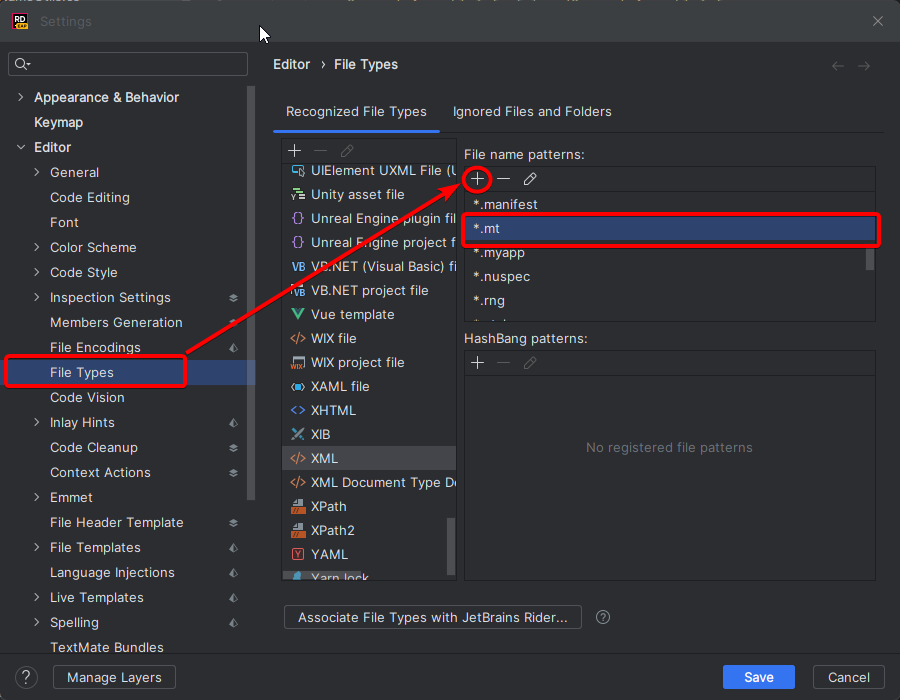 RD
EAP
Settings
Editor › File Types
Appearance & Behavior
Keymap
Editor
General
Code Editing
Font
Color Scheme
Code Style
Inspection Settings
Members Generation
File Encodings
File Types
Code Vision
Inlay Hints
Code Cleanup
Context Actions
Emmet
File Header Template
File Templates
Language Injections
Live Templates
Spelling
TextMate Bundles
Recognized File Types
Ignored Files and Folders
UIElement UXML File (U
Unity asset file
Unreal Engine plugin fil
Unreal Engine project f
VB VB.NET (Visual Basic) fi
VB VB.NET project file
Vue template
WIX file
WIX WIX project file
XAML file
XHTML
XIB
XML
XML Document Type De
XPath
XPath2
Y YAML
Yarn lock
File name patterns:
*.manifest
*.mt
*.myapp
*.nuspec
*.rng
HashBang patterns:
No registered file patterns
Associate File Types with JetBrains Rider...
?
?
Manage Layers
Save
Cancel